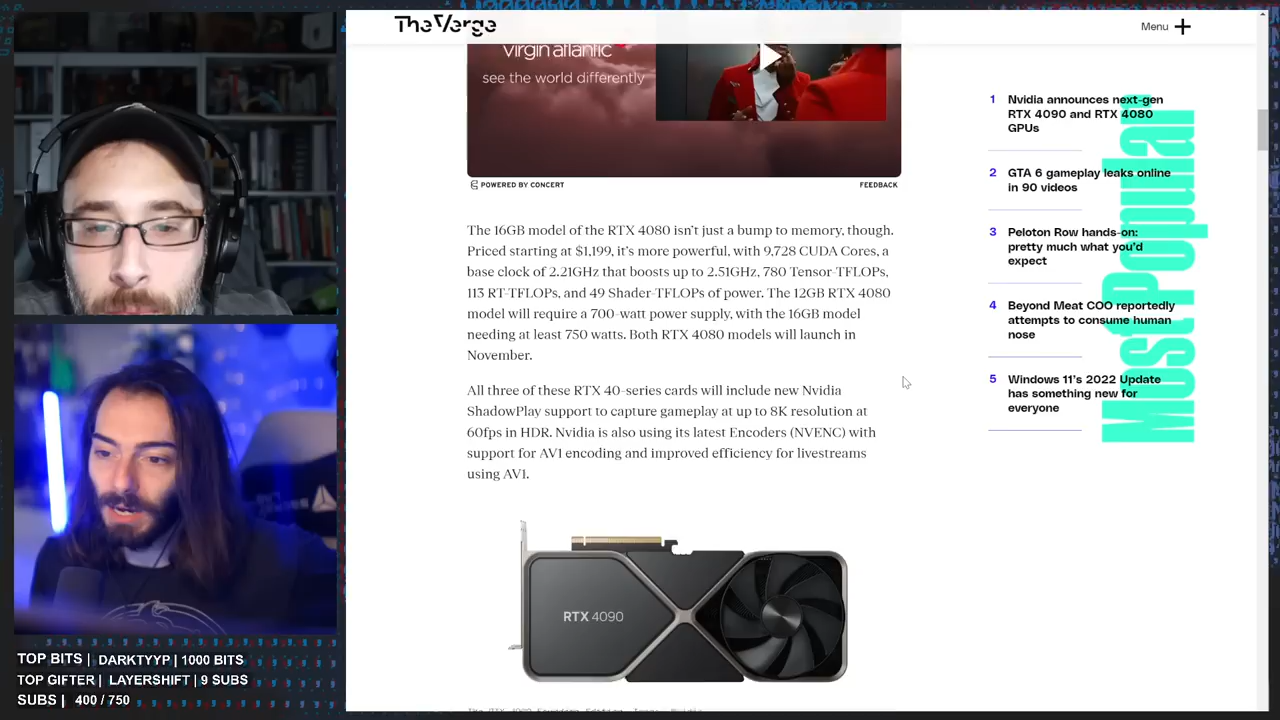 The Verge
Menu
virgin atlantic
see the world differently
POWERED BY CONCERT
FEEDBACK
The 16GB model of the RTX 4080 isn't just a bump to memory, though.
Priced starting at $1,199, it's more powerful, with 9,728 CUDA Cores, a
base clock of 2.21GHz that boosts up to 2.51GHz, 780 Tensor-TFLOPs,
113 RT-TFLOPs, and 49 Shader-TFLOPs of power. The 12GB RTX 4080
model will require a 700-watt power supply, with the 16GB model
needing at least 750 watts. Both RTX 4080 models will launch in
November.
All three of these RTX 40-series cards will include new Nvidia
ShadowPlay support to capture gameplay at up to 8K resolution at
60fps in HDR. Nvidia is also using its latest Encoders (NVENC) with
support for AV1 encoding and improved efficiency for livestreams
using AV1.
RTX 4090
Most Popular
1 Nvidia announces next-gen
RTX 4090 and RTX 4080
GPUs
2 GTA 6 gameplay leaks online
in 90 videos
3 Peloton Row hands-on:
pretty much what you'd
expect
4 Beyond Meat COO reportedly
attempts to consume human
nose
5 Windows 11's 2022 Update
has something new for
everyone
TOP BITS | DARKTYYP | 1000 BITS
TOP GIFTER | LAYERSHIFT | 9 SUBS
SUBS | 400 / 750